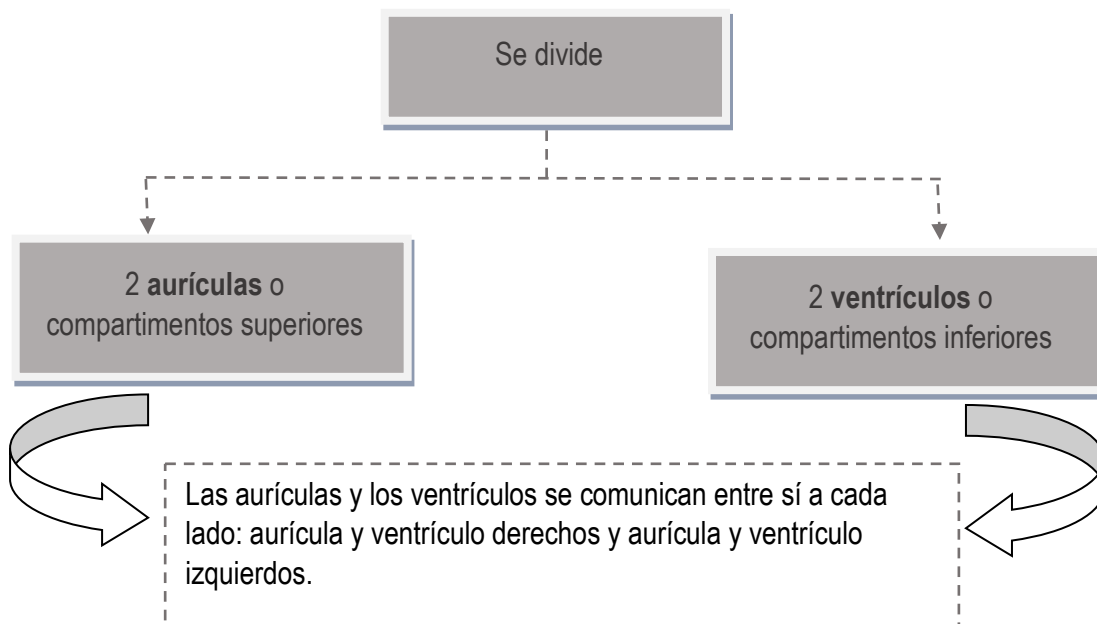 Se divide
2 aurículas o
compartimentos superiores
2 ventrículos o
compartimentos inferiores
Las aurículas y los ventrículos se comunican entre sí a cada
lado: aurícula y ventrículo derechos y aurícula y ventrículo
izquierdos.